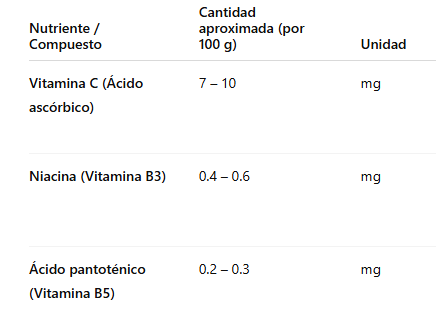 Nutriente /
Compuesto
Cantidad
aproximada (por
100 g)
Unidad
Vitamina C (Ácido
ascórbico)
7 – 10
mg
Niacina (Vitamina B3)
0.4 – 0.6
mg
Ácido pantoténico
(Vitamina B5)
0.2 – 0.3
mg